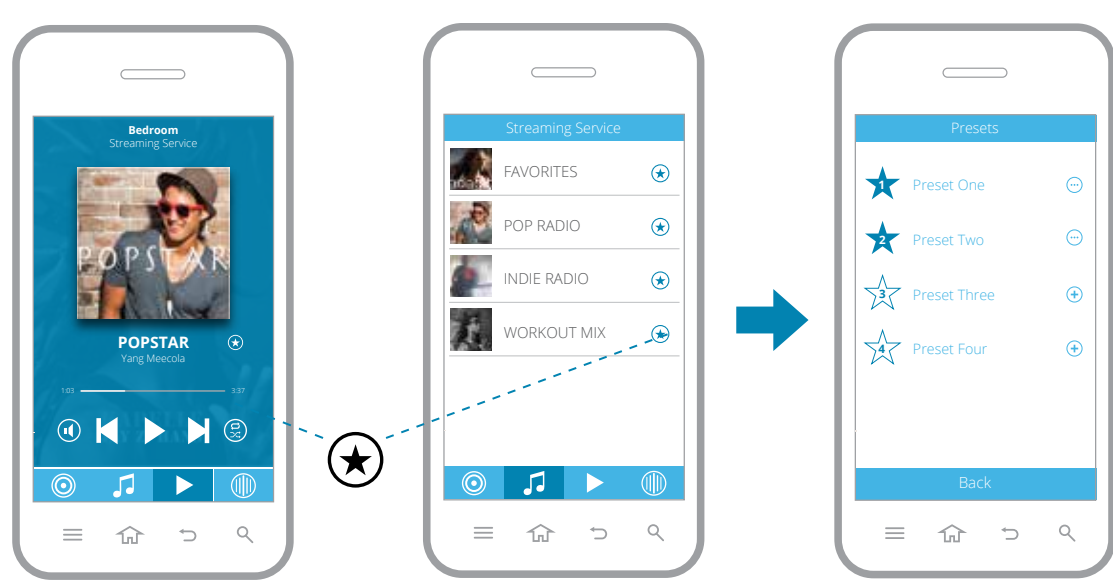 Bedroom
Streaming Service
POPSTAR
POPSTAR
Yang Meecola
1:03
3:37
Streaming Service
FAVORITES
POP RADIO
INDIE RADIO
WORKOUT MIX
Presets
1 Preset One
2 Preset Two
3 Preset Three
4 Preset Four
Back